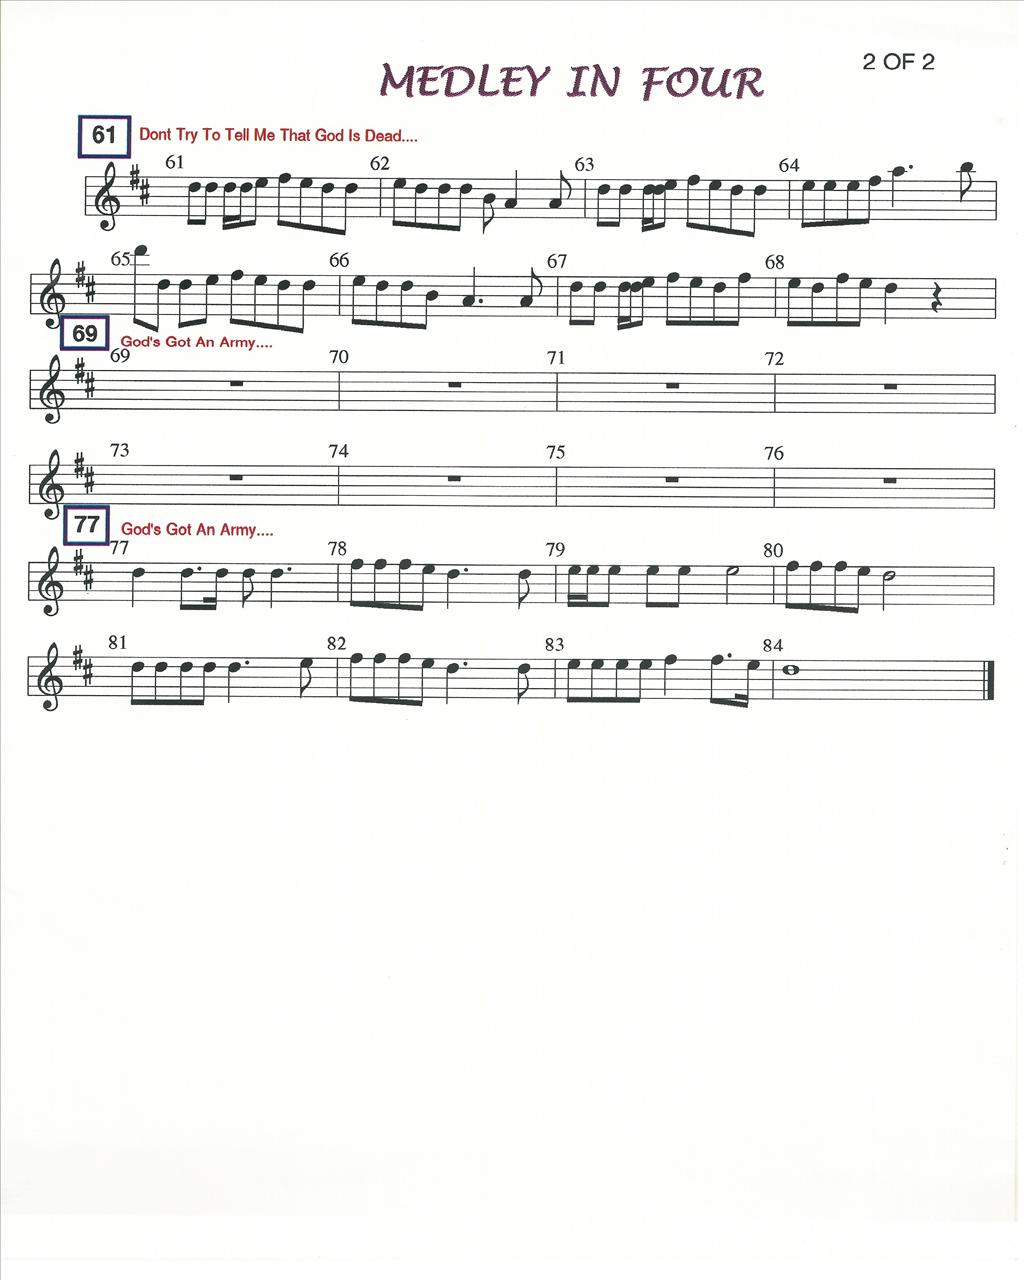 MEDLEY IN FOUR
2 OF 2
61
Dont Try To Tell Me That God Is Dead....
61 62 63 64
65 66 67 68
69
God's Got An Army....
69 70 71 72
73 74 75 76
77
God's Got An Army....
77 78 79 80
81 82 83 84